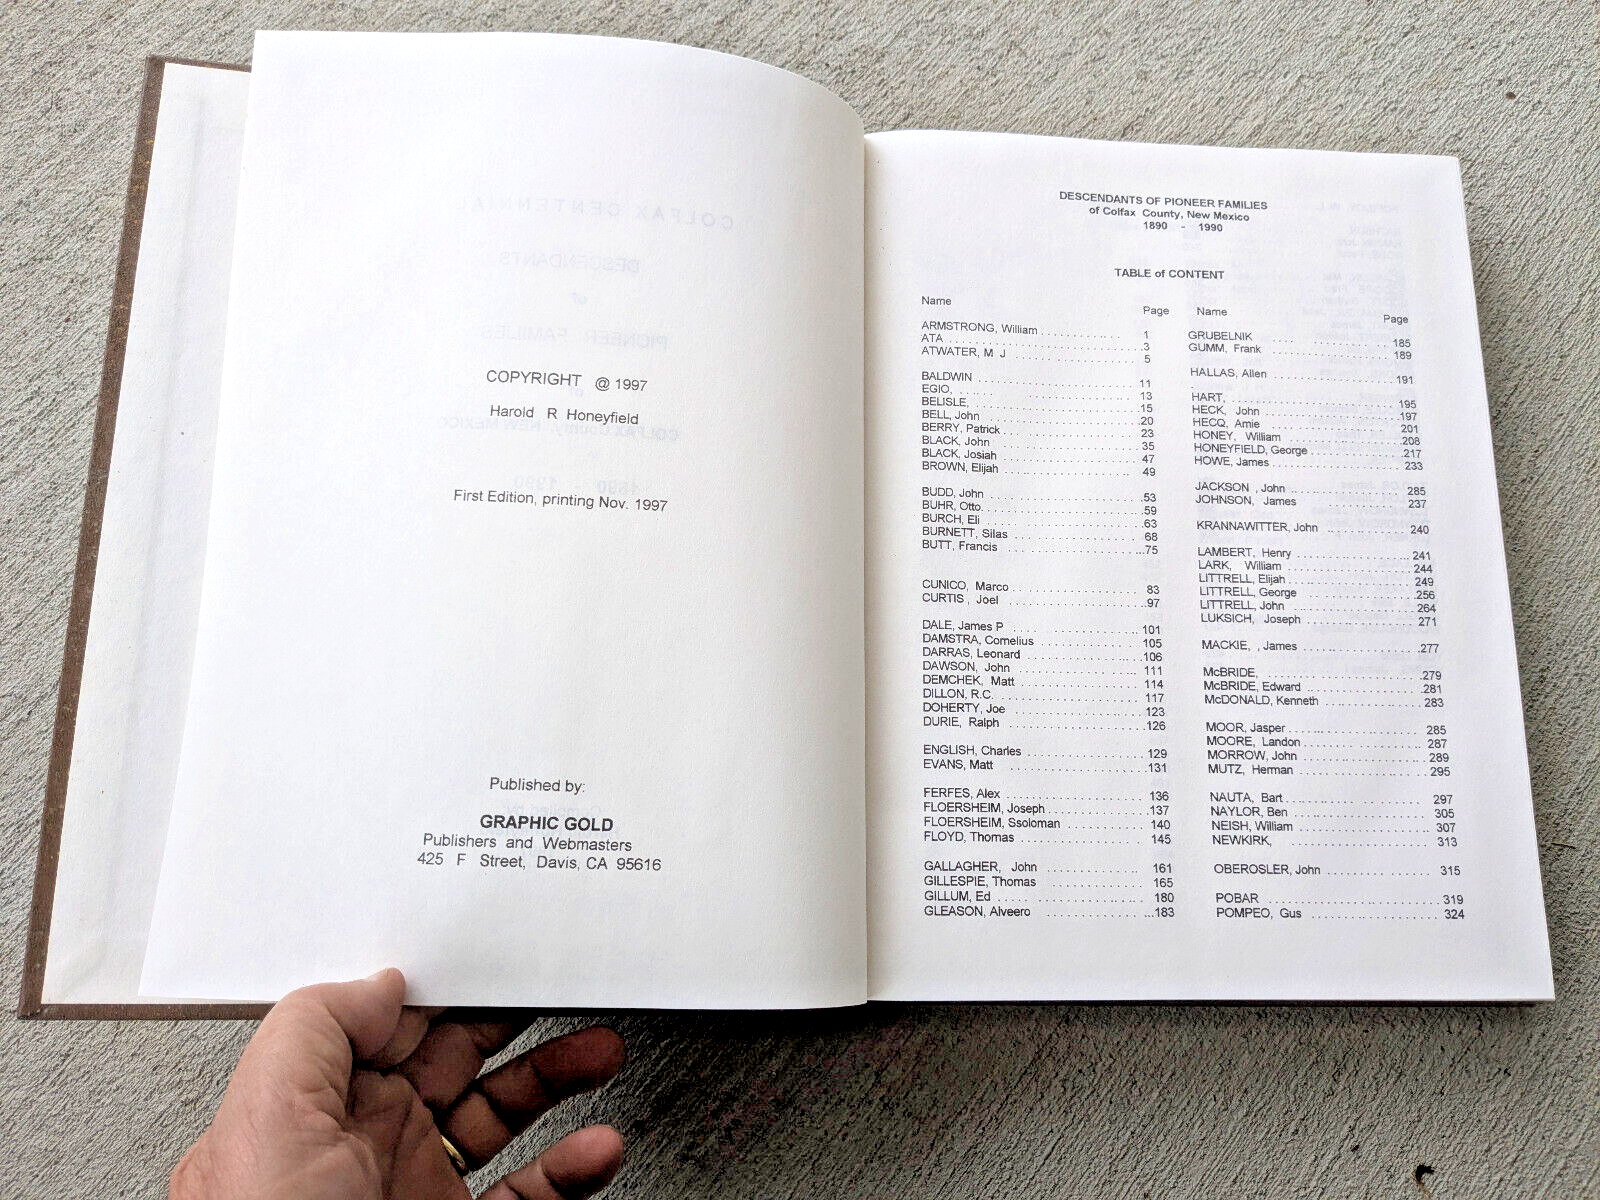 COPYRIGHT @ 1997
Harold R Honeyfield
First Edition, printing Nov. 1997
Published by:
GRAPHIC GOLD
Publishers and Webmasters
425 F Street, Davis, CA 95616
DESCENDANTS OF PIONEER FAMILIES
of Colfax County, New Mexico
1890 - 1990
TABLE of CONTENT
Name Page
ARMSTRONG, William . . . . . . . . . . . 1
ATA . . . . . . . . . . . 3
ATWATER, M J . . . . . . . . . . . 5
BALDWIN . . . . . . . . . . . 11
EGIO, . . . . . . . . . . . 13
BELISLE, . . . . . . . . . . . 15
BELL, John . . . . . . . . . . . 20
BERRY, Patrick . . . . . . . . . . . 23
BLACK, John . . . . . . . . . . . 35
BLACK, Josiah . . . . . . . . . . . 47
BROWN, Elijah . . . . . . . . . . . 49
BUDD, John . . . . . . . . . . . 53
BUHR, Otto. . . . . . . . . . . . 59
BURCH, Eli . . . . . . . . . . . 63
BURNETT, Silas . . . . . . . . . . . 68
BUTT, Francis . . . . . . . . . . . 75
CUNICO, Marco . . . . . . . . . . . 83
CURTIS , Joel . . . . . . . . . . . 97
DALE, James P . . . . . . . . . . . 101
DAMSTRA, Cornelius . . . . . . . . . . . 105
DARRAS, Leonard . . . . . . . . . . . 106
DAWSON, John . . . . . . . . . . . 111
DEMCHEK, Matt . . . . . . . . . . . 114
DILLON, R.C. . . . . . . . . . . . 117
DOHERTY, Joe . . . . . . . . . . . 123
DURIE, Ralph . . . . . . . . . . . 126
ENGLISH, Charles . . . . . . . . . . . 129
EVANS, Matt . . . . . . . . . . . 131
FERFES, Alex . . . . . . . . . . . 136
FLOERSHEIM, Joseph . . . . . . . . . . . 137
FLOERSHEIM, Ssoloman . . . . . . . . . . . 140
FLOYD, Thomas . . . . . . . . . . . 145
GALLAGHER, John . . . . . . . . . . . 161
GILLESPIE, Thomas . . . . . . . . . . . 165
GILLUM, Ed . . . . . . . . . . . 180
GLEASON, Alveero . . . . . . . . . . . 183
Name Page
GRUBELNIK . . . . . . . . . . . 185
GUMM, Frank . . . . . . . . . . . 189
HALLAS, Allen . . . . . . . . . . . 191
HART, . . . . . . . . . . . 195
HECK, John . . . . . . . . . . . 197
HECQ, Amie . . . . . . . . . . . 201
HONEY, William . . . . . . . . . . . 208
HONEYFIELD, George . . . . . . . . . . . 217
HOWE, James . . . . . . . . . . . 233
JACKSON , John . . . . . . . . . . . 285
JOHNSON, James . . . . . . . . . . . 237
KRANNAWITTER, John . . . . . . . . . . . 240
LAMBERT, Henry . . . . . . . . . . . 241
LARK, William . . . . . . . . . . . 244
LITTRELL, Elijah . . . . . . . . . . . 249
LITTRELL, George . . . . . . . . . . . 256
LITTRELL, John . . . . . . . . . . . 264
LUKSICH, Joseph . . . . . . . . . . . 271
MACKIE, , James . . . . . . . . . . . 277
McBRIDE, . . . . . . . . . . . 279
McBRIDE, Edward . . . . . . . . . . . 281
McDONALD, Kenneth . . . . . . . . . . . 283
MOOR, Jasper . . . . . . . . . . . 285
MOORE, Landon . . . . . . . . . . . 287
MORROW, John . . . . . . . . . . . 289
MUTZ, Herman . . . . . . . . . . . 295
NAUTA, Bart . . . . . . . . . . . 297
NAYLOR, Ben . . . . . . . . . . . 305
NEISH, William . . . . . . . . . . . 307
NEWKIRK, . . . . . . . . . . . 313
OBEROSLER, John . . . . . . . . . . . 315
POBAR . . . . . . . . . . . 319
POMPEO, Gus . . . . . . . . . . . 324